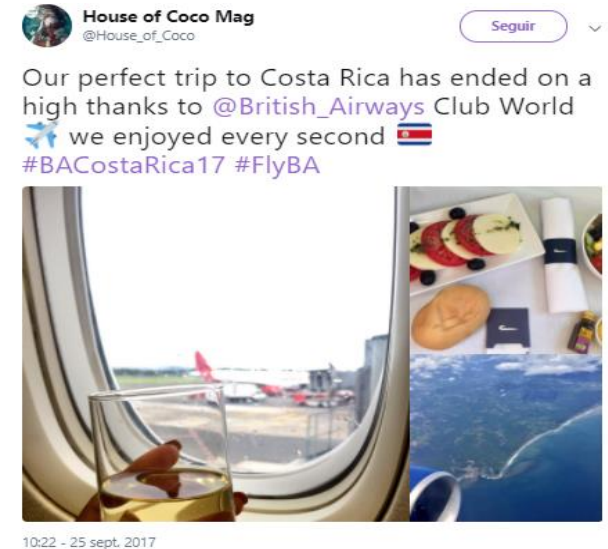 House of Coco Mag
@House_of_Coco
Seguir
Our perfect trip to Costa Rica has ended on a
high thanks to @British_Airways Club World
✈️ we enjoyed every second 🇨🇷
#BACostaRica17 #FlyBA
10:22 - 25 sept. 2017